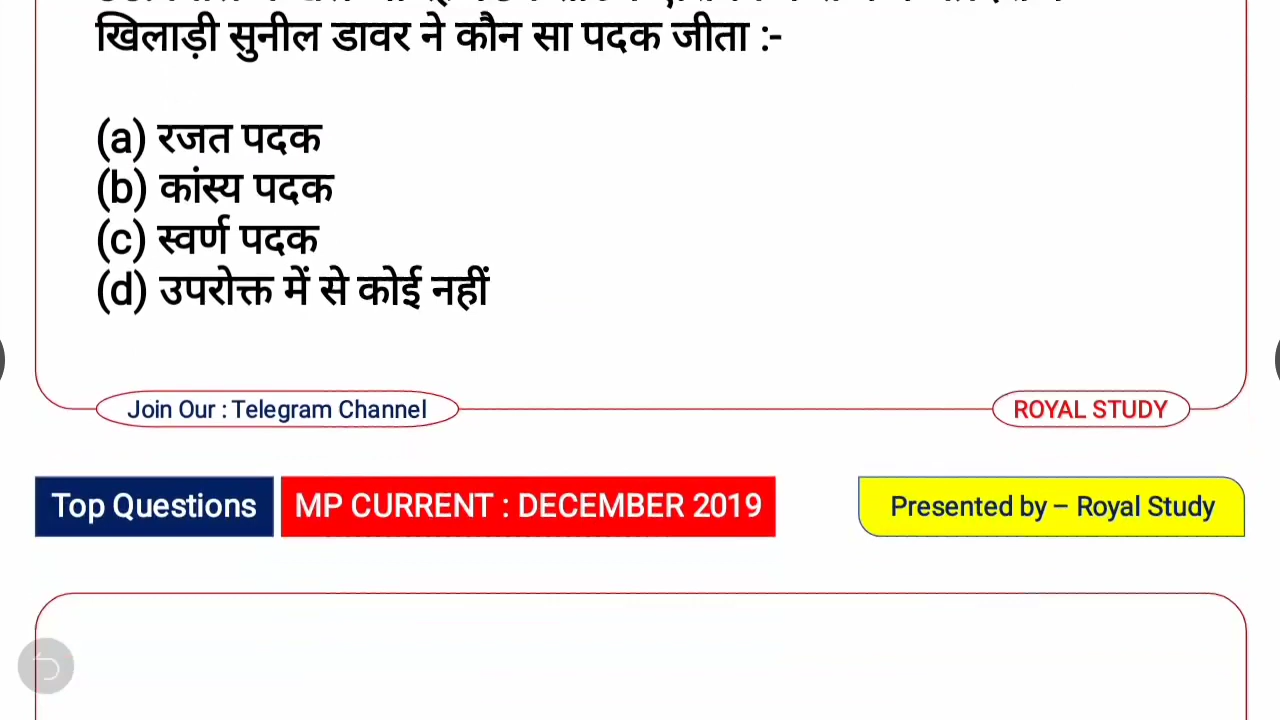 खिलाड़ी सुनील डावर ने कौन सा पदक जीता :-
(a) रजत पदक
(b) कांस्य पदक
(c) स्वर्ण पदक
(d) उपरोक्त में से कोई नहीं
Join Our : Telegram Channel
ROYAL STUDY
Top Questions
MP CURRENT : DECEMBER 2019
Presented by – Royal Study